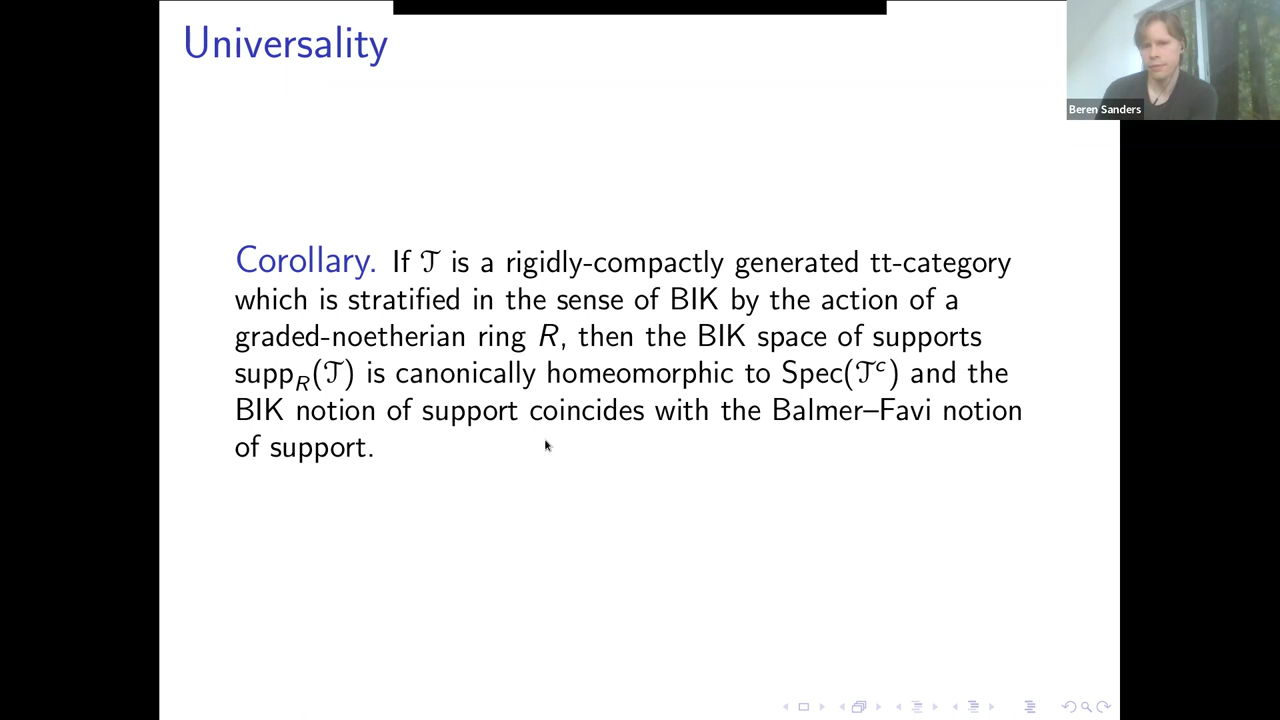 Universality
Beren Sanders
Corollary. If 𝒯 is a rigidly-compactly generated tt-category
which is stratified in the sense of BIK by the action of a
graded-noetherian ring R, then the BIK space of supports
supp_R(𝒯) is canonically homeomorphic to Spec(𝒯^c) and the
BIK notion of support coincides with the Balmer–Favi notion
of support.